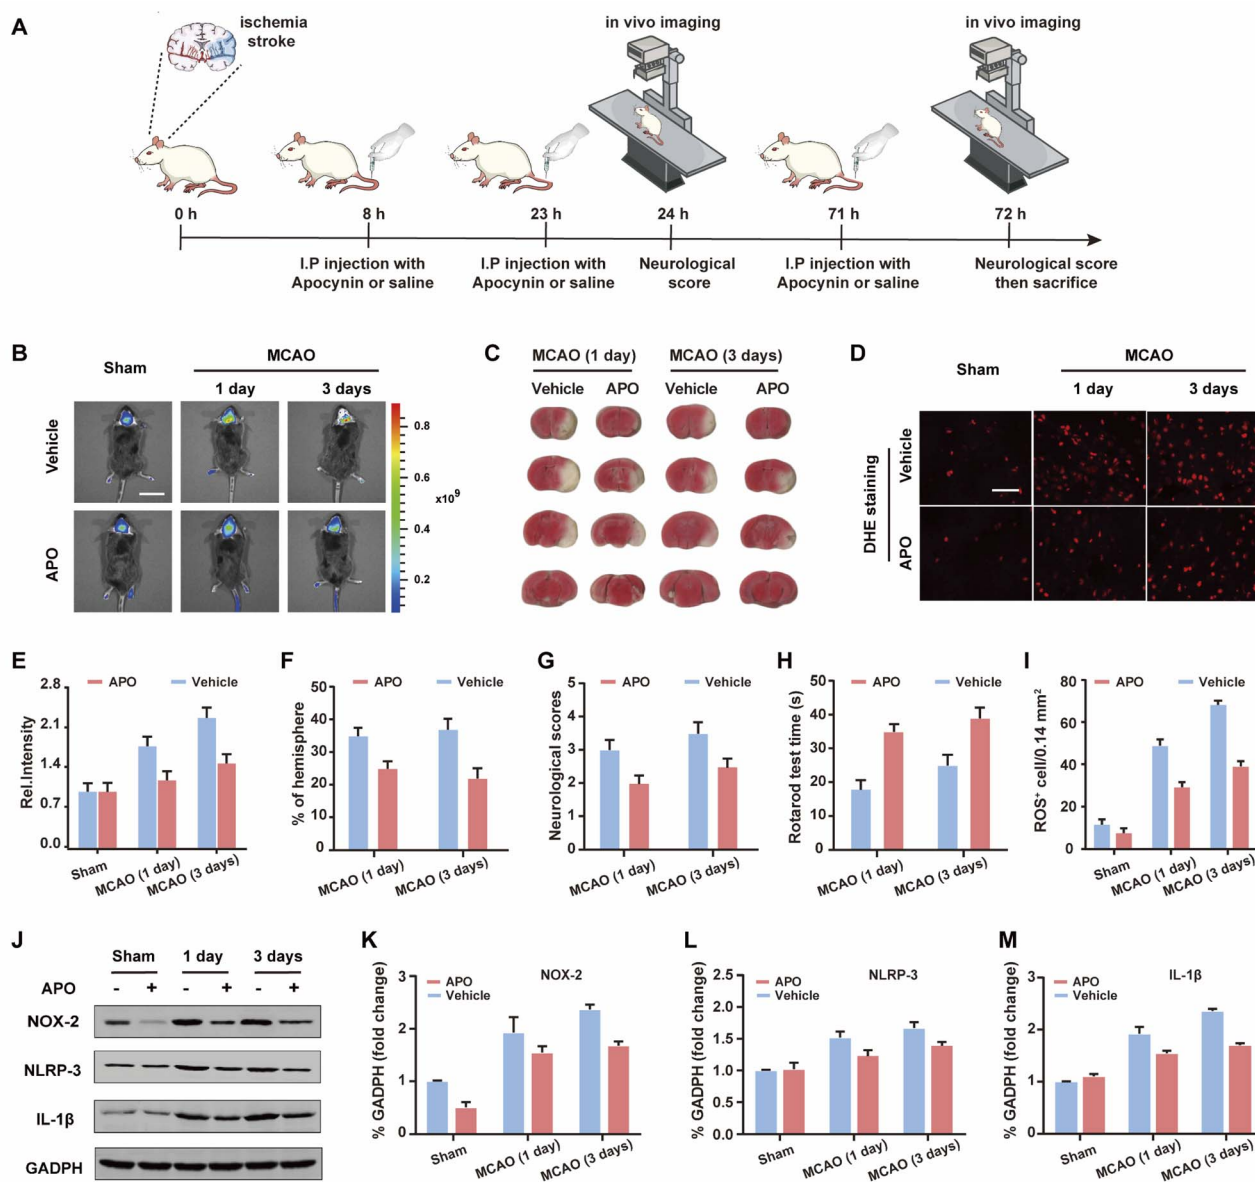 A
ischemia
stroke
in vivo imaging
in vivo imaging
0 h
8 h
23 h
24 h
71 h
72 h
I.P injection with
Apocynin or saline
I.P injection with
Apocynin or saline
Neurological
score
I.P injection with
Apocynin or saline
Neurological score
then sacrifice
B
Sham
MCAO
1 day
3 days
Vehicle
APO
0.8
0.6
x10⁹
0.4
0.2
C
MCAO (1 day)
MCAO (3 days)
Vehicle
APO
Vehicle
APO
D
Sham
MCAO
1 day
3 days
DHE staining
Vehicle
APO
E
APO
Vehicle
Rel.Intensity
2.8
2.1
1.4
0.7
0.0
Sham
MCAO (1 day)
MCAO (3 days)
F
APO
Vehicle
% of hemisphere
50
40
30
20
10
0
MCAO (1 day)
MCAO (3 days)
G
APO
Vehicle
Neurological scores
5
4
3
2
1
0
MCAO (1 day)
MCAO (3 days)
H
APO
Vehicle
Rotarod test time (s)
50
40
30
20
10
0
MCAO (1 day)
MCAO (3 days)
I
APO
Vehicle
ROS⁺ cell/0.14 mm²
80
60
40
20
0
Sham
MCAO (1 day)
MCAO (3 days)
J
Sham
1 day
3 days
APO - + - + - +
NOX-2
NLRP-3
IL-1β
GADPH
K
NOX-2
APO
Vehicle
% GADPH (fold change)
3
2
1
0
Sham
MCAO (1 day)
MCAO (3 days)
L
NLRP-3
APO
Vehicle
% GADPH (fold change)
2.5
2.0
1.5
1.0
0.5
0.0
Sham
MCAO (1 day)
MCAO (3 days)
M
IL-1β
APO
Vehicle
% GADPH (fold change)
3
2
1
0
Sham
MCAO (1 day)
MCAO (3 days)